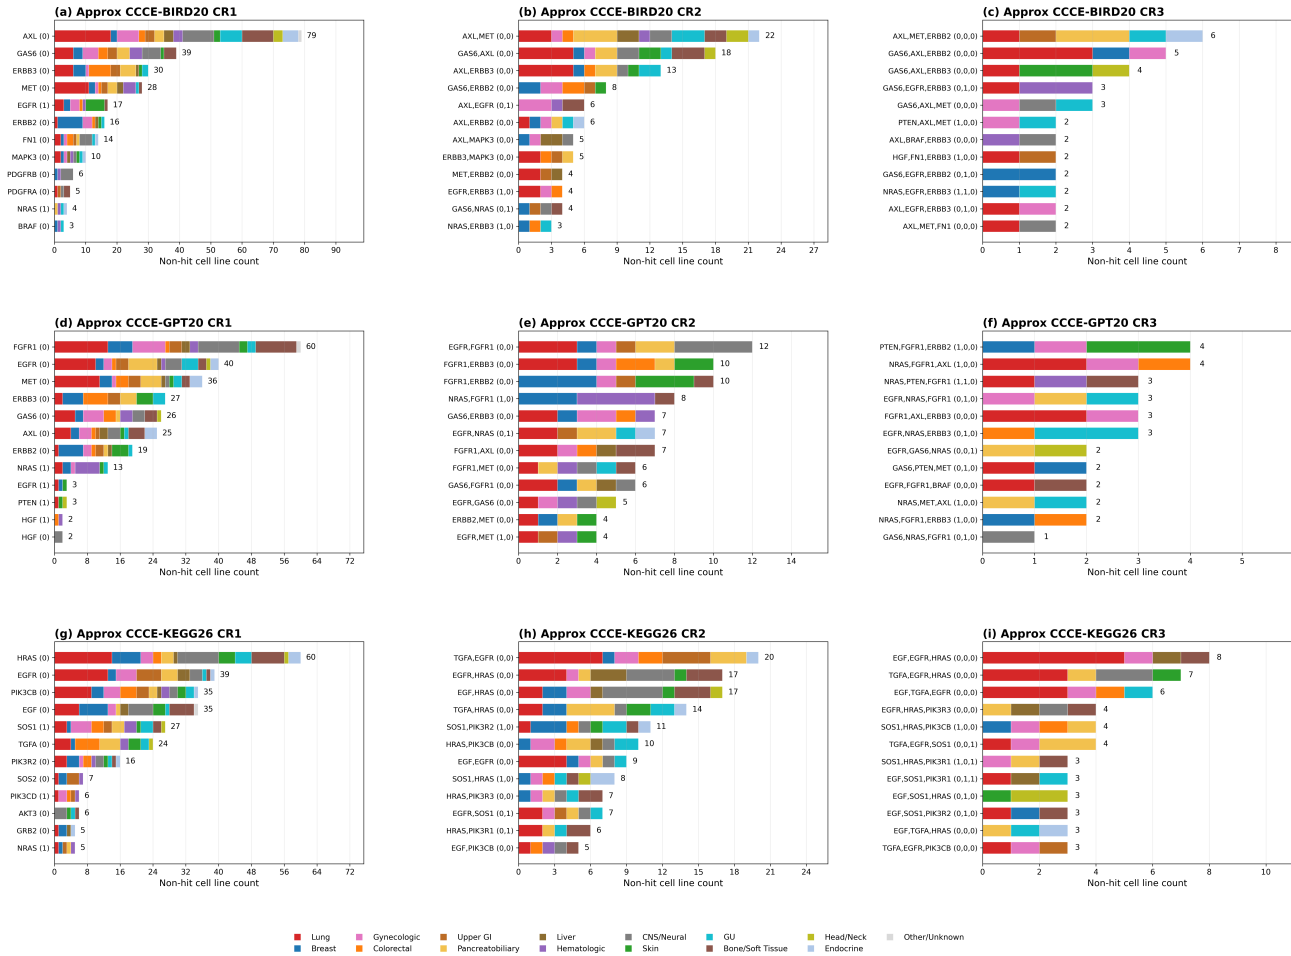 (a) Approx CCCE-BIRD20 CR1
AXL (0)
79
GAS6 (0)
39
ERBB3 (0)
30
MET (0)
28
EGFR (1)
17
ERBB2 (0)
16
FN1 (0)
14
MAPK3 (0)
10
PDGFRB (0)
6
PDGFRA (0)
5
NRAS (1)
4
BRAF (0)
3
0 10 20 30 40 50 60 70 80 90
Non-hit cell line count
(b) Approx CCCE-BIRD20 CR2
AXL,MET (0,0)
22
GAS6,AXL (0,0)
18
AXL,ERBB3 (0,0)
13
GAS6,ERBB2 (0,0)
8
AXL,EGFR (0,1)
6
AXL,ERBB2 (0,0)
6
AXL,MAPK3 (0,0)
5
ERBB3,MAPK3 (0,0)
5
MET,ERBB2 (0,0)
4
EGFR,ERBB3 (1,0)
4
GAS6,NRAS (0,1)
4
NRAS,ERBB3 (1,0)
3
0 3 6 9 12 15 18 21 24 27
Non-hit cell line count
(c) Approx CCCE-BIRD20 CR3
AXL,MET,ERBB2 (0,0,0)
6
GAS6,AXL,ERBB2 (0,0,0)
5
GAS6,AXL,ERBB3 (0,0,0)
4
GAS6,EGFR,ERBB3 (0,1,0)
3
GAS6,AXL,MET (0,0,0)
3
PTEN,AXL,MET (1,0,0)
2
AXL,BRAF,ERBB3 (0,0,0)
2
HGF,FN1,ERBB3 (1,0,0)
2
GAS6,EGFR,ERBB2 (0,1,0)
2
NRAS,EGFR,ERBB3 (1,1,0)
2
AXL,EGFR,ERBB3 (0,1,0)
2
AXL,MET,FN1 (0,0,0)
2
0 1 2 3 4 5 6 7 8
Non-hit cell line count
(d) Approx CCCE-GPT20 CR1
FGFR1 (0)
60
EGFR (0)
40
MET (0)
36
ERBB3 (0)
27
GAS6 (0)
26
AXL (0)
25
ERBB2 (0)
19
NRAS (1)
13
EGFR (1)
3
PTEN (1)
3
HGF (1)
2
HGF (0)
2
0 8 16 24 32 40 48 56 64 72
Non-hit cell line count
(e) Approx CCCE-GPT20 CR2
EGFR,FGFR1 (0,0)
12
FGFR1,ERBB3 (0,0)
10
FGFR1,ERBB2 (0,0)
10
NRAS,FGFR1 (1,0)
8
GAS6,ERBB3 (0,0)
7
EGFR,NRAS (0,1)
7
FGFR1,AXL (0,0)
7
FGFR1,MET (0,0)
6
GAS6,FGFR1 (0,0)
6
EGFR,GAS6 (0,0)
5
ERBB2,MET (0,0)
4
EGFR,MET (1,0)
4
0 2 4 6 8 10 12 14
Non-hit cell line count
(f) Approx CCCE-GPT20 CR3
PTEN,FGFR1,ERBB2 (1,0,0)
4
NRAS,FGFR1,AXL (1,0,0)
4
NRAS,PTEN,FGFR1 (1,1,0)
3
EGFR,NRAS,FGFR1 (0,1,0)
3
FGFR1,AXL,ERBB3 (0,0,0)
3
EGFR,NRAS,ERBB3 (0,1,0)
3
EGFR,GAS6,NRAS (0,0,1)
2
GAS6,PTEN,MET (0,1,0)
2
EGFR,FGFR1,BRAF (0,0,0)
2
NRAS,MET,AXL (1,0,0)
2
NRAS,FGFR1,ERBB3 (1,0,0)
2
GAS6,NRAS,FGFR1 (0,1,0)
1
0 1 2 3 4 5
Non-hit cell line count
(g) Approx CCCE-KEGG26 CR1
HRAS (0)
60
EGFR (0)
39
PIK3CB (0)
35
EGF (0)
35
SOS1 (1)
27
TGFA (0)
24
PIK3R2 (0)
16
SOS2 (0)
7
PIK3CD (1)
6
AKT3 (0)
6
GRB2 (0)
5
NRAS (1)
5
0 8 16 24 32 40 48 56 64 72
Non-hit cell line count
(h) Approx CCCE-KEGG26 CR2
TGFA,EGFR (0,0)
20
EGFR,HRAS (0,0)
17
EGF,HRAS (0,0)
17
TGFA,HRAS (0,0)
14
SOS1,PIK3R2 (1,0)
11
HRAS,PIK3CB (0,0)
10
EGF,EGFR (0,0)
9
SOS1,HRAS (1,0)
8
HRAS,PIK3R3 (0,0)
7
EGFR,SOS1 (0,1)
7
HRAS,PIK3R1 (0,1)
6
EGF,PIK3CB (0,0)
5
0 3 6 9 12 15 18 21 24
Non-hit cell line count
(i) Approx CCCE-KEGG26 CR3
EGF,EGFR,HRAS (0,0,0)
8
TGFA,EGFR,HRAS (0,0,0)
7
EGF,TGFA,EGFR (0,0,0)
6
EGFR,HRAS,PIK3R3 (0,0,0)
4
SOS1,HRAS,PIK3CB (1,0,0)
4
TGFA,EGFR,SOS1 (0,0,1)
4
SOS1,HRAS,PIK3R1 (1,0,1)
3
EGF,SOS1,PIK3R1 (0,1,1)
3
EGF,SOS1,HRAS (0,1,0)
3
EGF,SOS1,PIK3R2 (0,1,0)
3
EGF,TGFA,HRAS (0,0,0)
3
TGFA,EGFR,PIK3CB (0,0,0)
3
0 2 4 6 8 10
Non-hit cell line count
Lung Gynecologic Upper GI Liver CNS/Neural GU Head/Neck Other/Unknown
Breast Colorectal Pancreatobiliary Hematologic Skin Bone/Soft Tissue Endocrine